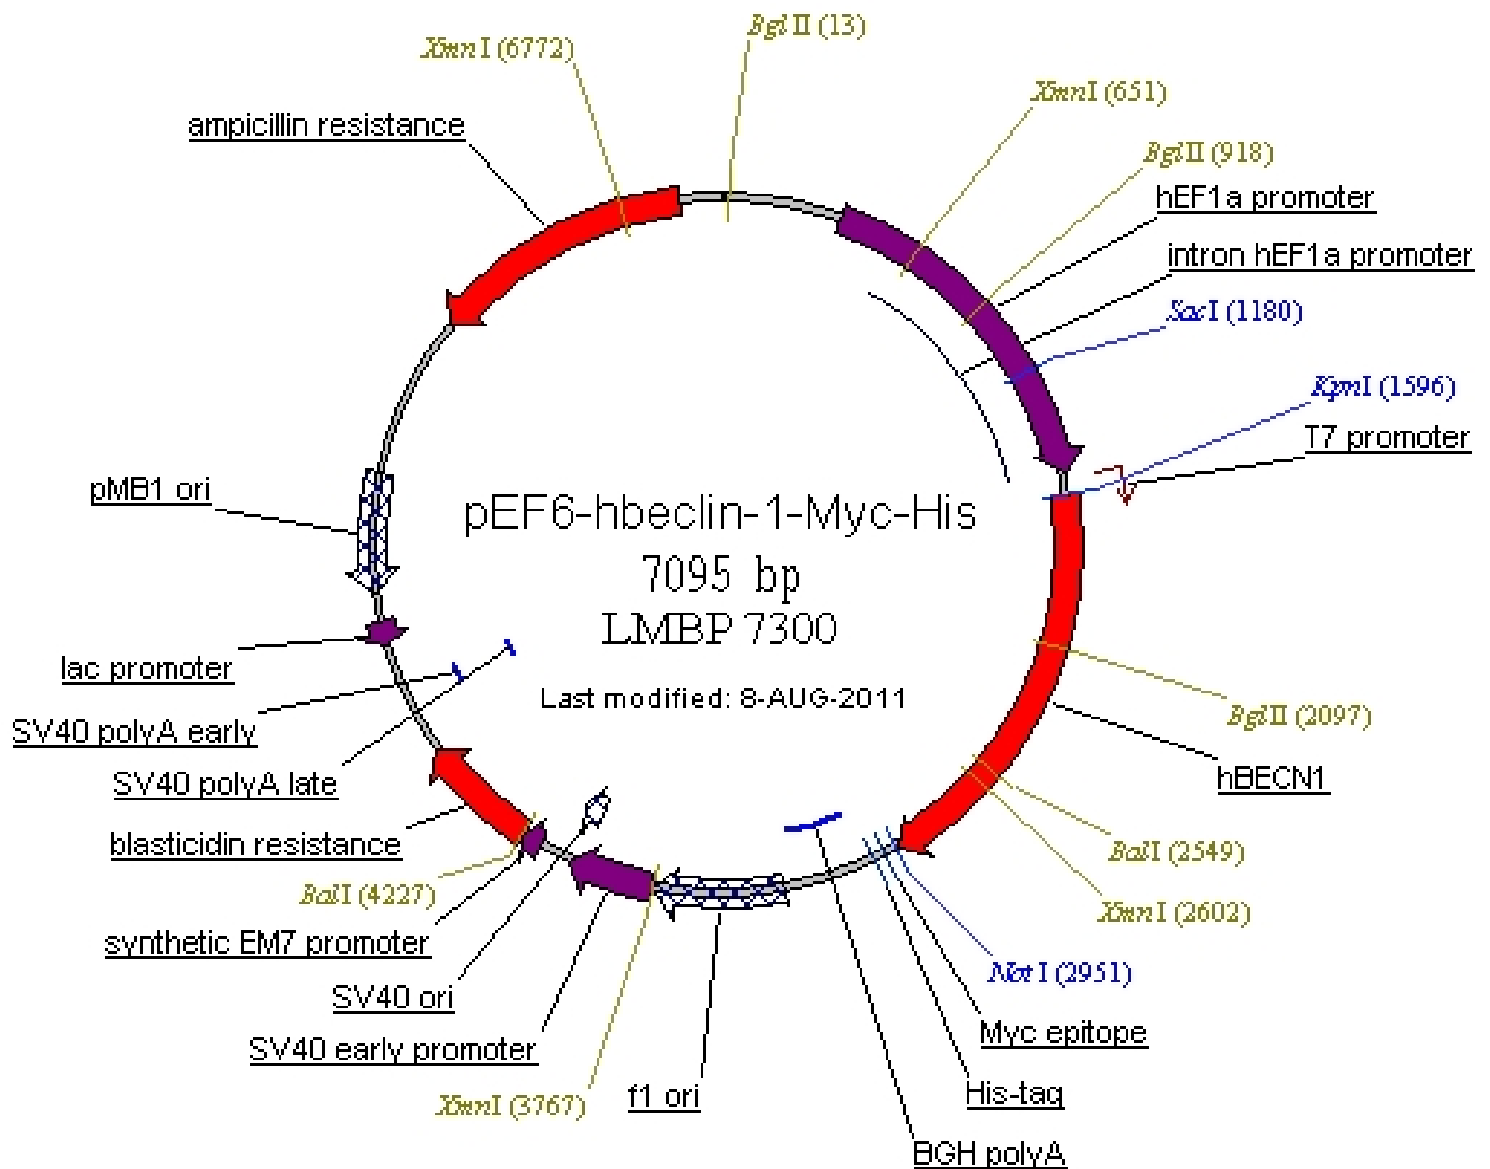 BglII (13)
XmnI (6772)
XmnI (651)
ampicillin resistance
BglII (918)
hEF1a promoter
intron hEF1a promoter
SacI (1180)
KpnI (1596)
T7 promoter
pMB1 ori
pEF6-hbeclin-1-Myc-His
7095 bp
LMBP 7300
lac promoter
Last modified: 8-AUG-2011
SV40 polyA early
BglII (2097)
SV40 polyA late
hBECN1
blasticidin resistance
BalI (2549)
BalI (4227)
XmnI (2602)
synthetic EM7 promoter
NotI (2951)
SV40 ori
Myc epitope
SV40 early promoter
His-tag
XmnI (3767)
f1 ori
BGH polyA